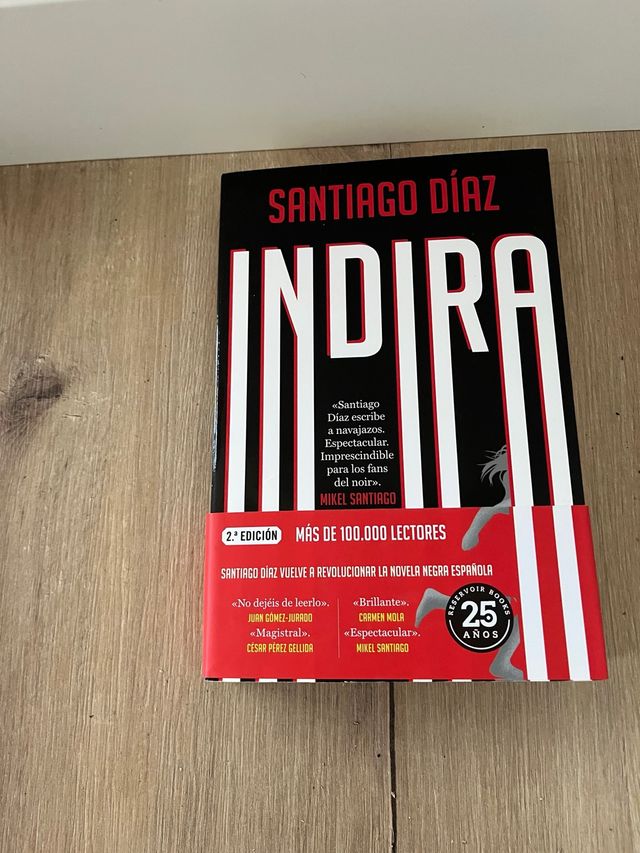 SANTIAGO DÍAZ
INDIRA
«Santiago
Díaz escribe
a navajazos.
Espectacular.
Imprescindible
para los fans
del noir».
MIKEL SANTIAGO
2.ª EDICIÓN MÁS DE 100.000 LECTORES
SANTIAGO DÍAZ VUELVE A REVOLUCIONAR LA NOVELA NEGRA ESPAÑOLA
«No dejéis de leerlo».
JUAN GÓMEZ-JURADO
«Magistral».
CÉSAR PÉREZ GELLIDA
«Brillante».
CARMEN MOLA
«Espectacular».
MIKEL SANTIAGO
RESERVOIR BOOKS
25
AÑOS